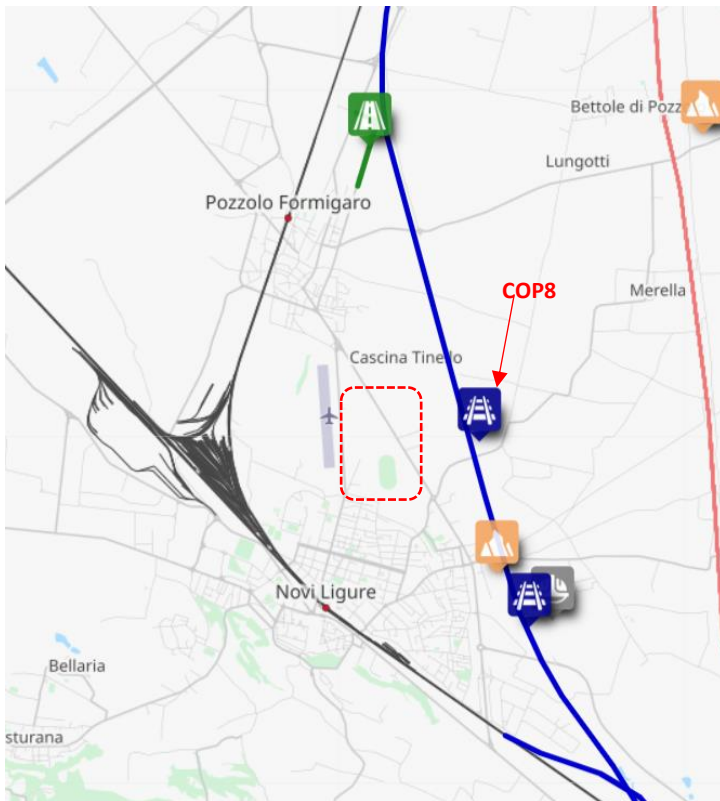 Bettole di Pozz
Lungotti
Pozzolo Formigaro
COP8
Merella
Cascina Tinello
Novi Ligure
Bellaria
sturana